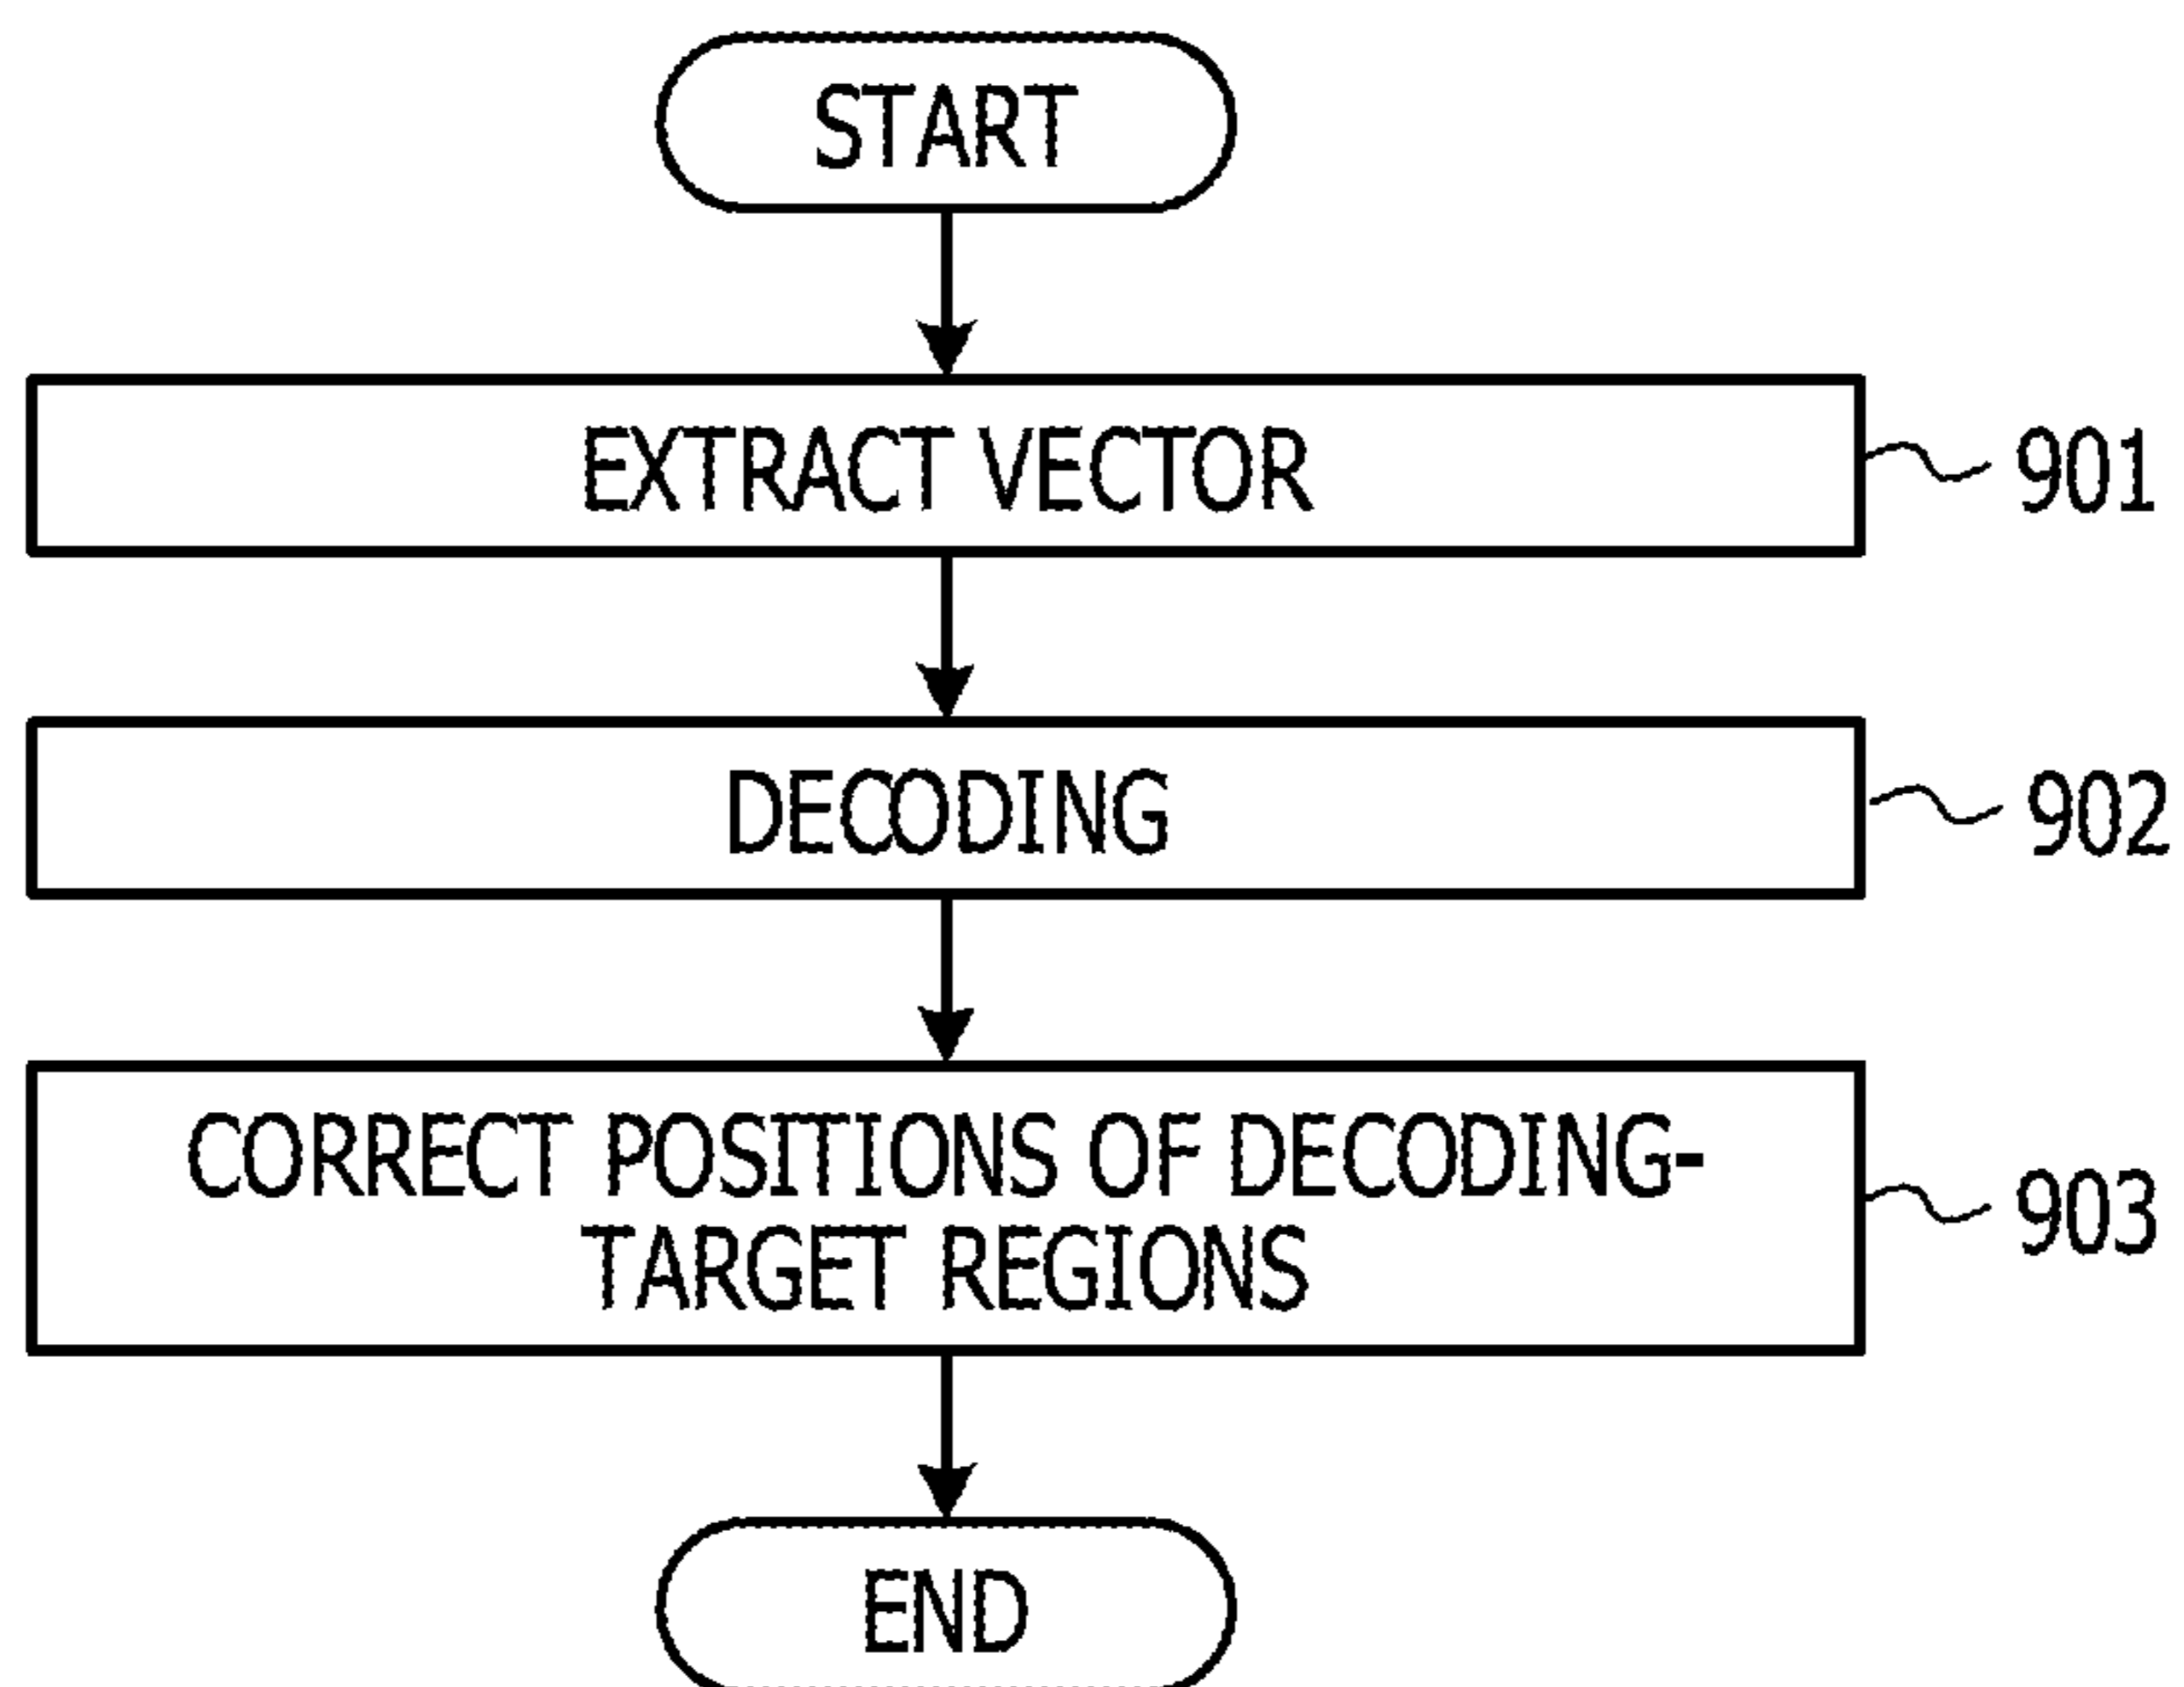 START
EXTRACT VECTOR
901
DECODING
902
CORRECT POSITIONS OF DECODING-
TARGET REGIONS
903
END